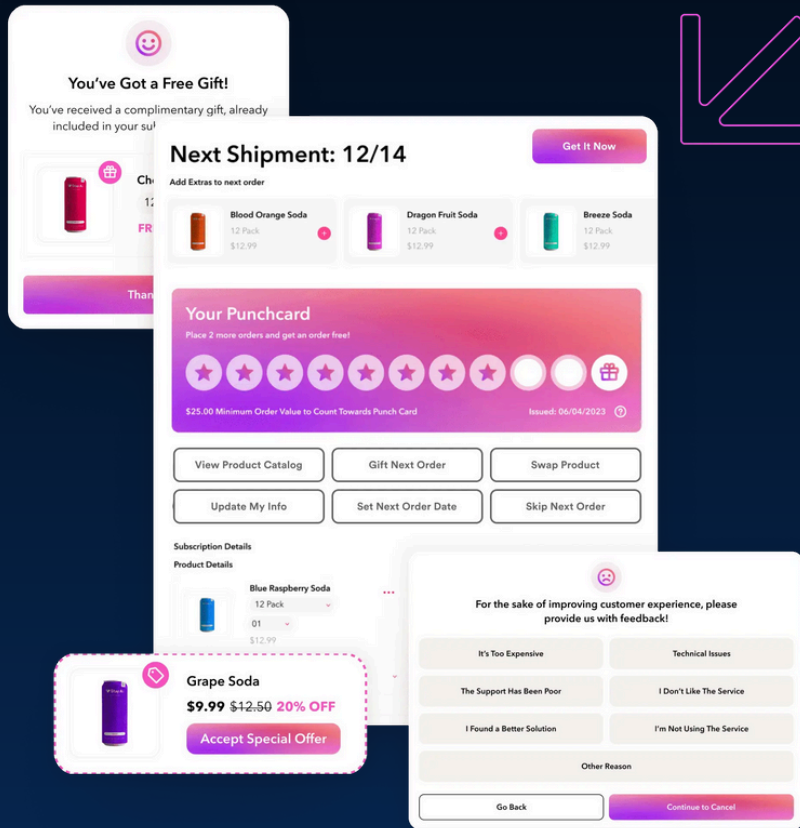 You've Got a Free Gift!
You've received a complimentary gift, already
included in your
12
FR
Next Shipment: 12/14
Get It Now
Add Extras to next order
Blood Orange Soda
12 Pack
$12.99
Dragon Fruit Soda
12 Pack
$12.99
Breeze Soda
12 Pack
$12.99
Your Punchcard
Place 2 more orders and get an order free!
$25.00 Minimum Order Value to Count Towards Punch Card
Issued: 06/04/2023
View Product Catalog
Gift Next Order
Swap Product
Update My Info
Set Next Order Date
Skip Next Order
Subscription Details
Product Details
Blue Raspberry Soda
12 Pack
01
$12.99
Grape Soda
$9.99 $12.50 20% OFF
Accept Special Offer
For the sake of improving customer experience, please
provide us with feedback!
It's Too Expensive
Technical Issues
The Support Has Been Poor
I Don't Like The Service
I Found a Better Solution
I'm Not Using The Service
Other Reason
Go Back
Continue to Cancel